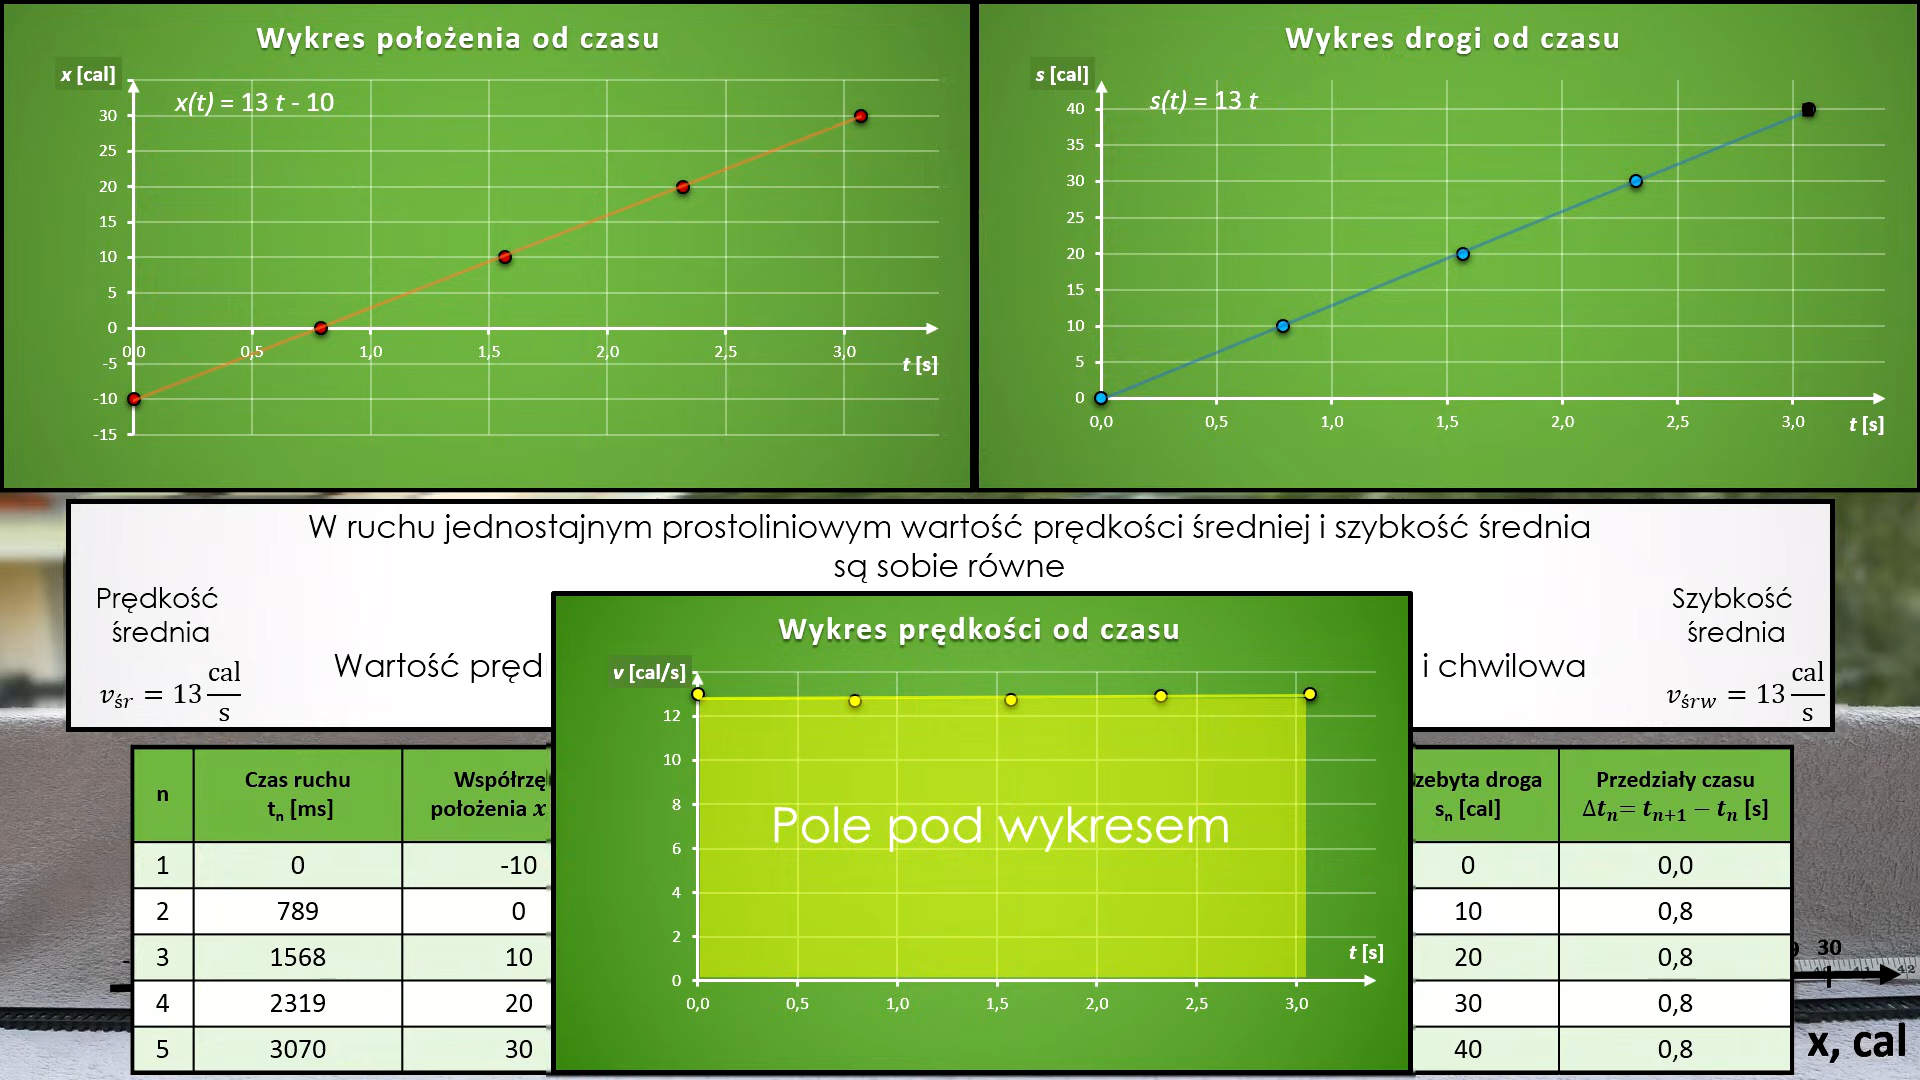 Wykres położenia od czasu
x [cal]
x(t) = 13 t - 10
30
25
20
15
10
5
0
-5
-10
-15
0,0
0,5
1,0
1,5
2,0
2,5
3,0
t [s]
Wykres drogi od czasu
s [cal]
s(t) = 13 t
40
35
30
25
20
15
10
5
0
0,0
0,5
1,0
1,5
2,0
2,5
3,0
t [s]
W ruchu jednostajnym prostoliniowym wartość prędkości średniej i szybkość średnia
są sobie równe
Prędkość
średnia
v_śr = 13 cal/s
Wartość pręd
i chwilowa
Szybkość
średnia
v_śrw = 13 cal/s
Wykres prędkości od czasu
v [cal/s]
12
10
8
6
4
2
0
Pole pod wykresem
t [s]
0,0
0,5
1,0
1,5
2,0
2,5
3,0
n
Czas ruchu
tₙ [ms]
Współrzę
położenia x
zebyta droga
sₙ [cal]
Przedziały czasu
Δtₙ= tₙ₊₁ − tₙ [s]
1 0 -10 0 0,0
2 789 0 10 0,8
3 1568 10 20 0,8
4 2319 20 30 0,8
5 3070 30 40 0,8
30
42
x, cal